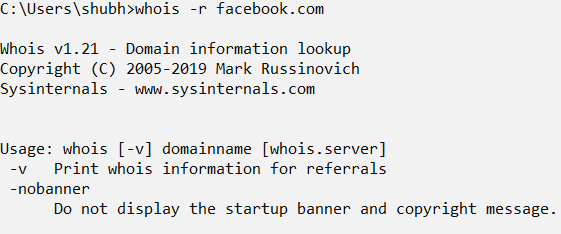 C:\Users\shubh>whois -r facebook.com
Whois v1.21 - Domain information lookup
Copyright (C) 2005-2019 Mark Russinovich
Sysinternals - www.sysinternals.com
Usage: whois [-v] domainname [whois.server]
 -v   Print whois information for referrals
 -nobanner
      Do not display the startup banner and copyright message.